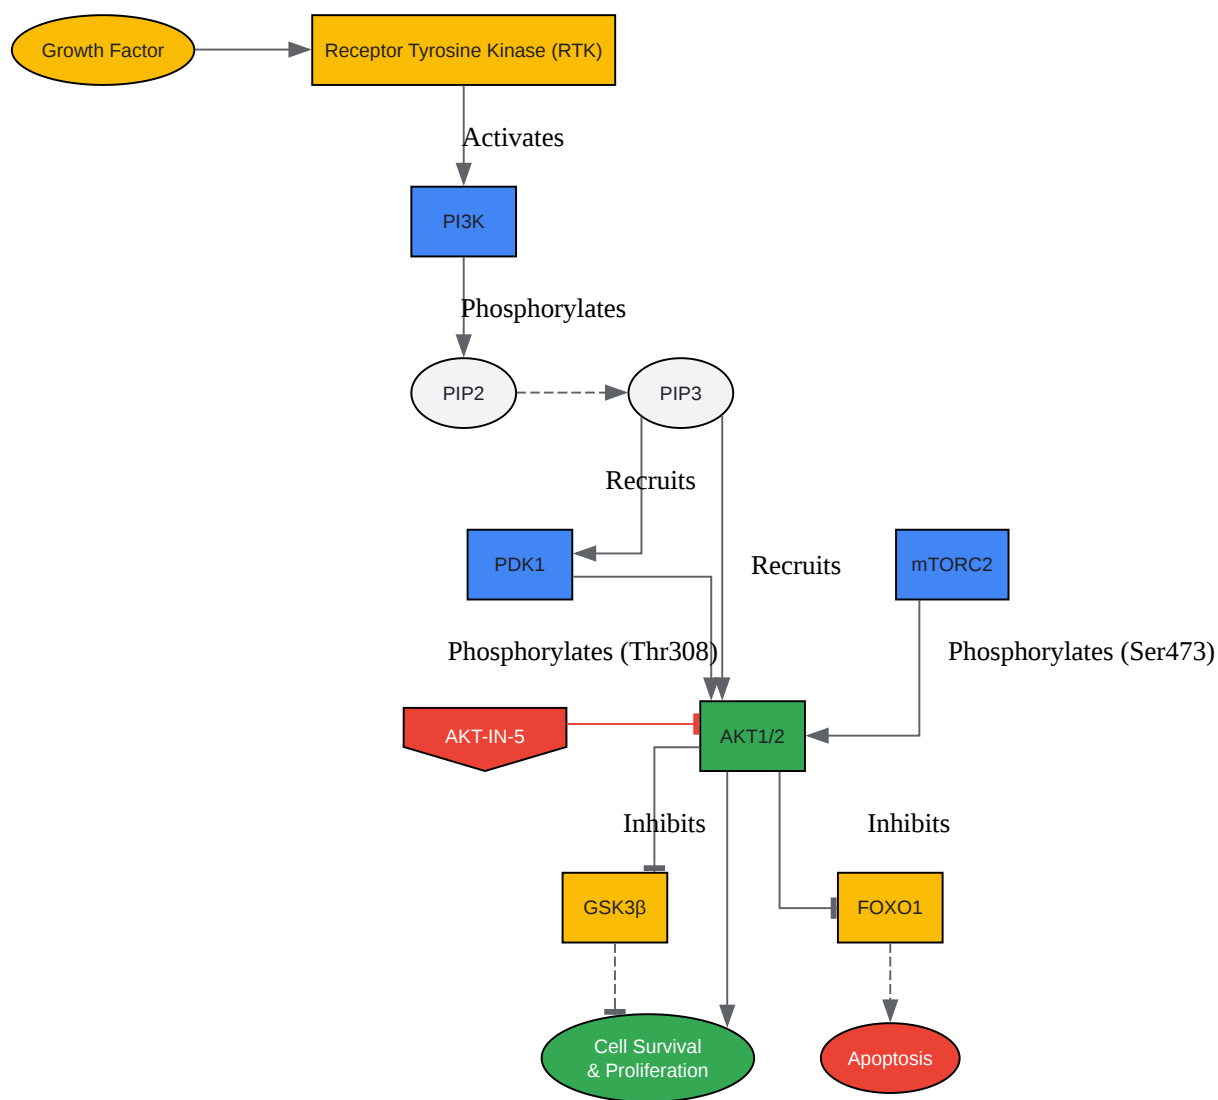 Growth Factor
Receptor Tyrosine Kinase (RTK)
Activates
PI3K
Phosphorylates
PIP2
PIP3
Recruits
PDK1
Recruits
mTORC2
Phosphorylates (Thr308)
Phosphorylates (Ser473)
AKT-IN-5
AKT1/2
Inhibits
Inhibits
GSK3β
FOXO1
Cell Survival
& Proliferation
Apoptosis